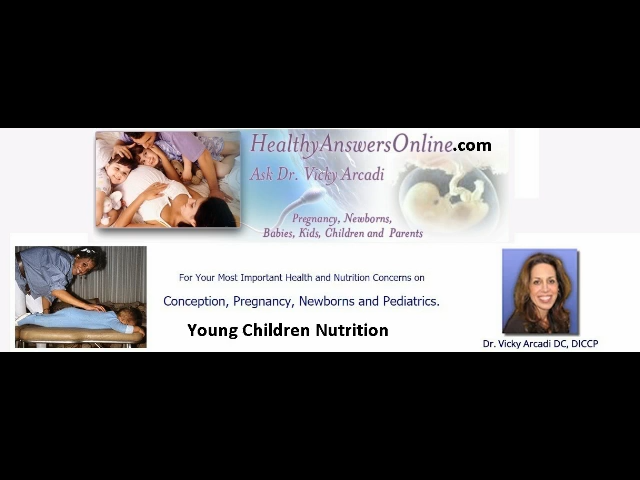 HealthyAnswersOnline.com
Ask Dr. Vicky Arcadi
Pregnancy, Newborns,
Babies, Kids, Children and Parents
For Your Most Important Health and Nutrition Concerns on
Conception, Pregnancy, Newborns and Pediatrics.
Young Children Nutrition
Dr. Vicky Arcadi DC, DICCP